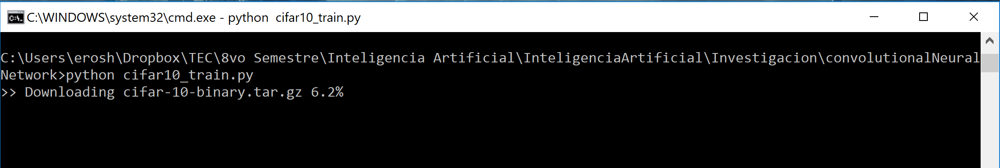 C:\WINDOWS\system32\cmd.exe - python  cifar10_train.py
C:\Users\erosh\Dropbox\TEC\8vo Semestre\Inteligencia Artificial\InteligenciaArtificial\Investigacion\convolutionalNeural
Network>python cifar10_train.py
>> Downloading cifar-10-binary.tar.gz 6.2%